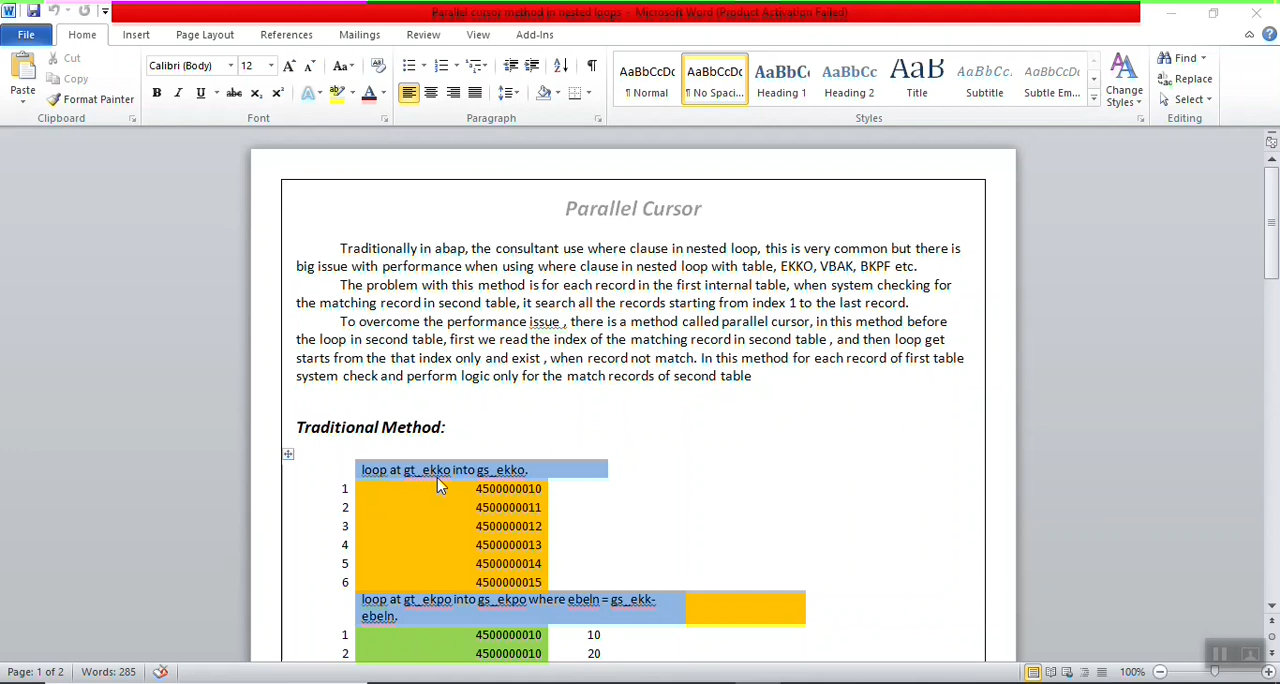 Parallel cursor method in nested loops - Microsoft Word (Product Activation Failed)
File Home Insert Page Layout References Mailings Review View Add-Ins
Cut
Copy
Paste
Format Painter
Clipboard
Calibri (Body) 12
Font
Paragraph
AaBbCcDc AaBbCcDc AaBbCc AaBbCc AaB AaBbCc. AaBbCcDc
¶ Normal ¶ No Spaci... Heading 1 Heading 2 Title Subtitle Subtle Em...
Change
Styles
Styles
Find
Replace
Select
Editing
Parallel Cursor
Traditionally in abap, the consultant use where clause in nested loop, this is very common but there is
big issue with performance when using where clause in nested loop with table, EKKO, VBAK, BKPF etc.
The problem with this method is for each record in the first internal table, when system checking for
the matching record in second table, it search all the records starting from index 1 to the last record.
To overcome the performance issue , there is a method called parallel cursor, in this method before
the loop in second table, first we read the index of the matching record in second table , and then loop get
starts from the that index only and exist , when record not match. In this method for each record of first table
system check and perform logic only for the match records of second table
Traditional Method:
loop at gt_ekko into gs_ekko.
1 4500000010
2 4500000011
3 4500000012
4 4500000013
5 4500000014
6 4500000015
loop at gt_ekpo into gs_ekpo where ebeln = gs_ekk-
ebeln.
1 4500000010 10
2 4500000010 20
Page: 1 of 2 Words: 285 100%